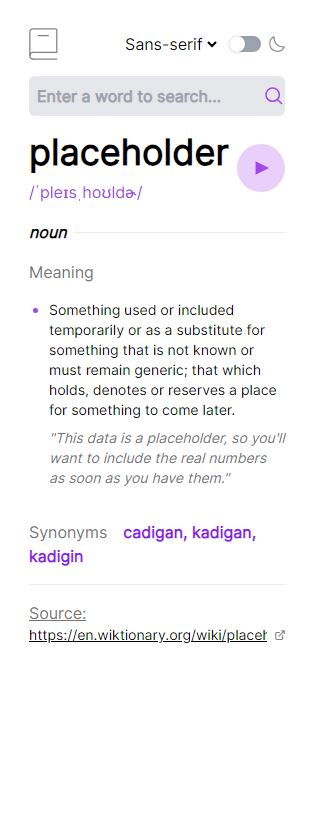 Sans-serif
Enter a word to search...
placeholder
/ˈpleɪsˌhoʊldɚ/
noun
Meaning
Something used or included
temporarily or as a substitute for
something that is not known or
must remain generic; that which
holds, denotes or reserves a place
for something to come later.
"This data is a placeholder, so you'll
want to include the real numbers
as soon as you have them."
Synonyms cadigan, kadigan,
kadigin
Source:
https://en.wiktionary.org/wiki/placeh